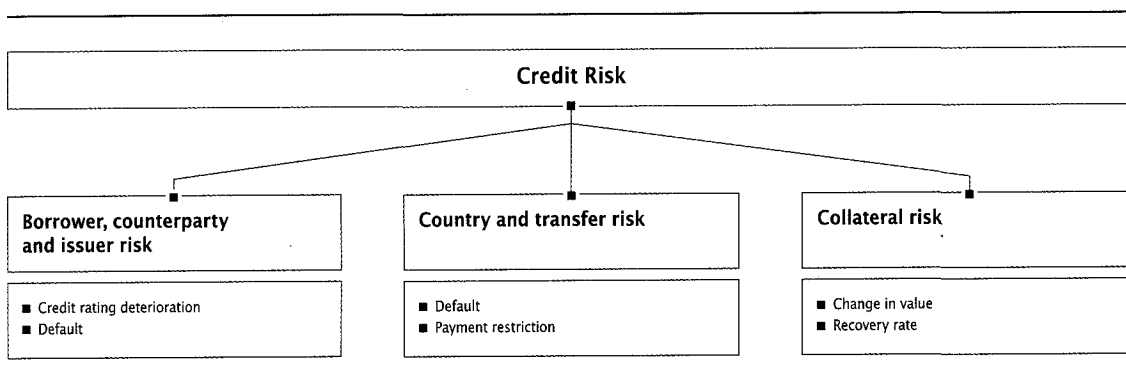 Credit Risk
Borrower, counterparty
and issuer risk
■ Credit rating deterioration
■ Default
Country and transfer risk
■ Default
■ Payment restriction
Collateral risk
■ Change in value
■ Recovery rate